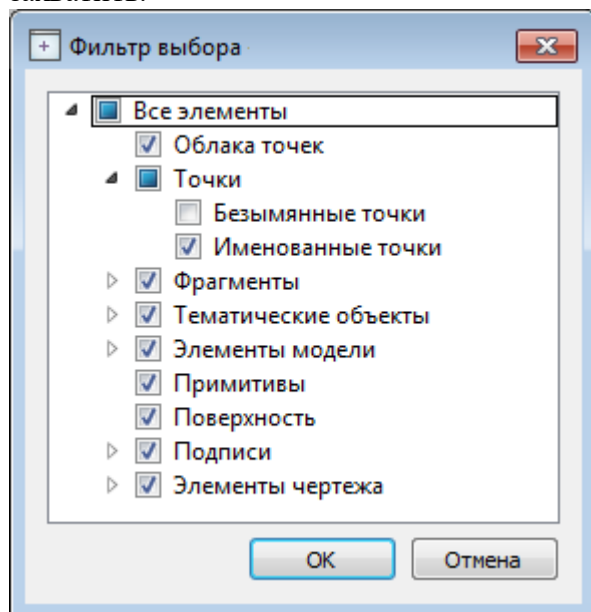 Фильтр выбора
Все элементы
Облака точек
Точки
Безымянные точки
Именованные точки
Фрагменты
Тематические объекты
Элементы модели
Примитивы
Поверхность
Подписи
Элементы чертежа
OK Отмена